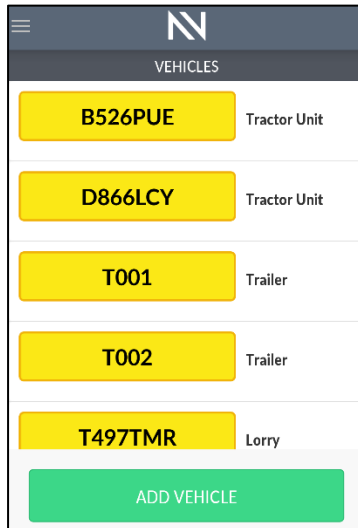 VEHICLES
B526PUE Tractor Unit
D866LCY Tractor Unit
T001 Trailer
T002 Trailer
T497TMR Lorry
ADD VEHICLE